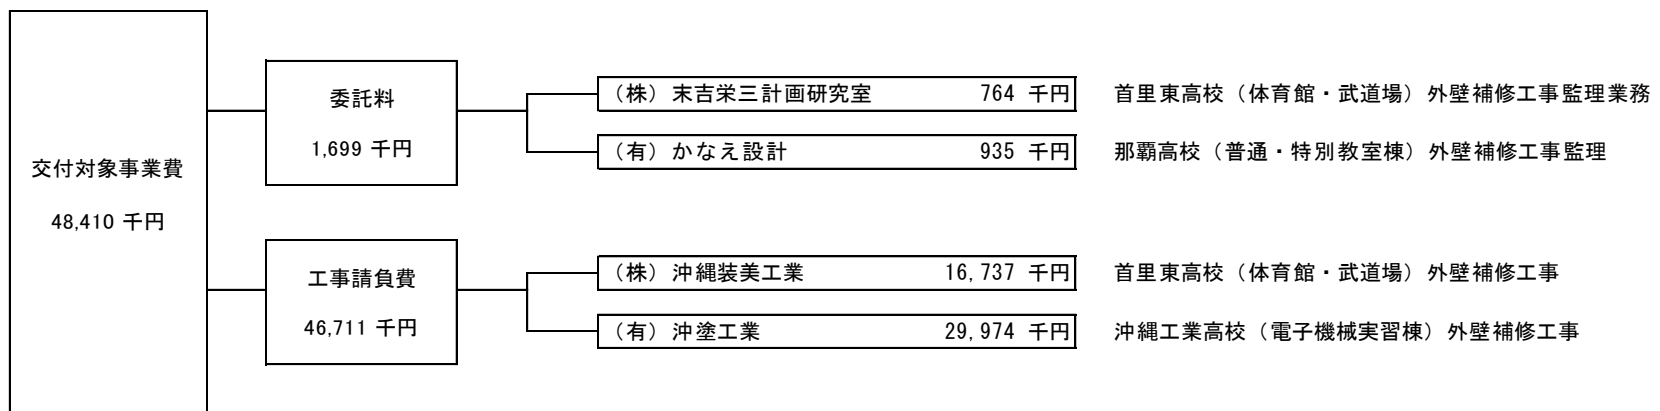 交付対象事業費
48,410 千円
委託料
1,699 千円
（株）末吉栄三計画研究室 764 千円 首里東高校（体育館・武道場）外壁補修工事監理業務
（有）かなえ設計 935 千円 那覇高校（普通・特別教室棟）外壁補修工事監理
工事請負費
46,711 千円
（株）沖縄装美工業 16,737 千円 首里東高校（体育館・武道場）外壁補修工事
（有）沖塗工業 29,974 千円 沖縄工業高校（電子機械実習棟）外壁補修工事